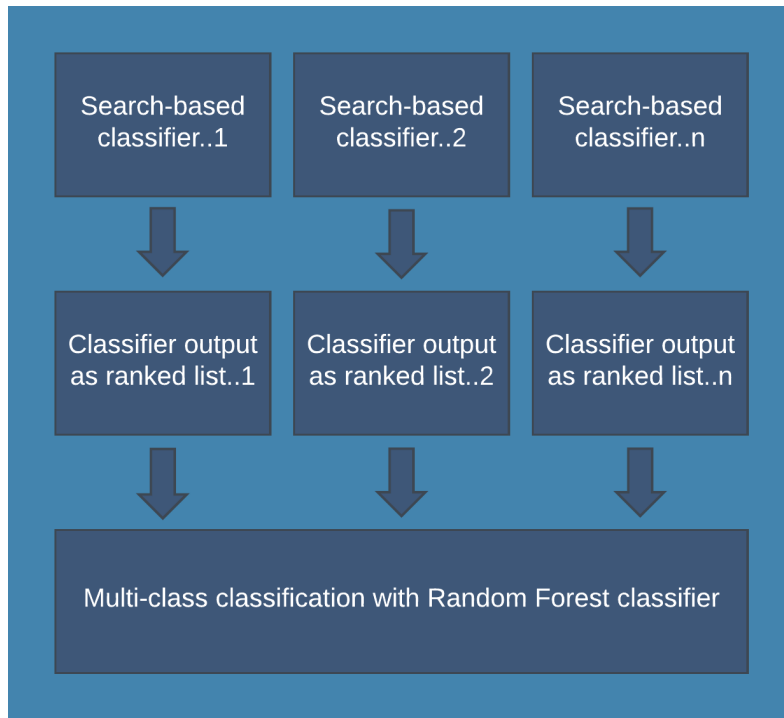 Search-based
classifier..1
Search-based
classifier..2
Search-based
classifier..n
Classifier output
as ranked list..1
Classifier output
as ranked list..2
Classifier output
as ranked list..n
Multi-class classification with Random Forest classifier